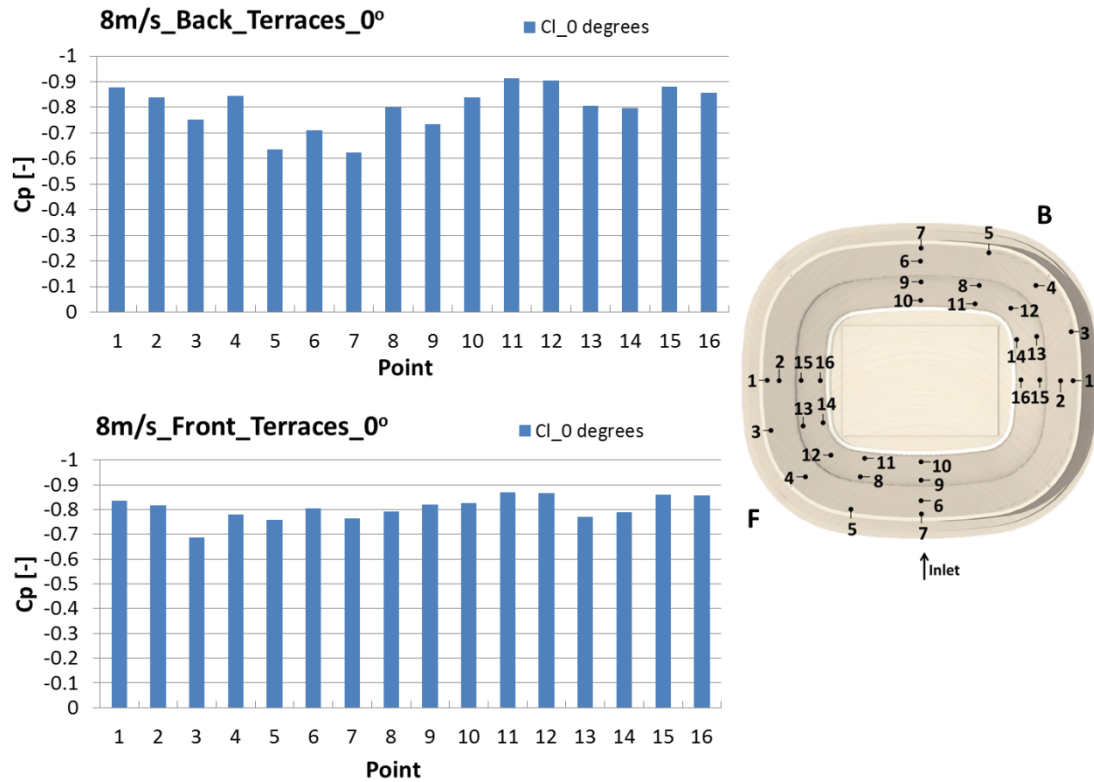 8m/s_Back_Terraces_0º
Cl_0 degrees
-1
-0.9
-0.8
-0.7
-0.6
-0.5
-0.4
-0.3
-0.2
-0.1
0
Cp [-]
1 2 3 4 5 6 7 8 9 10 11 12 13 14 15 16
Point
8m/s_Front_Terraces_0º
Cl_0 degrees
-1
-0.9
-0.8
-0.7
-0.6
-0.5
-0.4
-0.3
-0.2
-0.1
0
Cp [-]
1 2 3 4 5 6 7 8 9 10 11 12 13 14 15 16
Point
B
7 5
6
9 8 4
10 11 12
3
14 13
1 2 15 16 16 15 2 1
13 14
3
12 11 10
4 8 9
6
F 5 7
Inlet